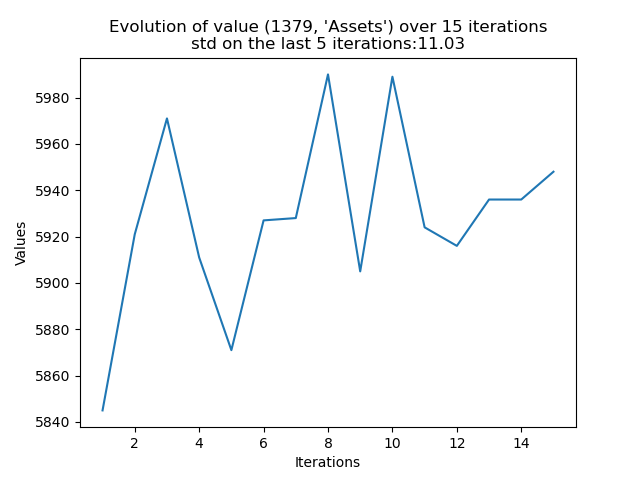 Evolution of value (1379, 'Assets') over 15 iterations
std on the last 5 iterations:11.03
5980
5960
5940
5920
5900
5880
5860
5840
Values
2 4 6 8 10 12 14
Iterations